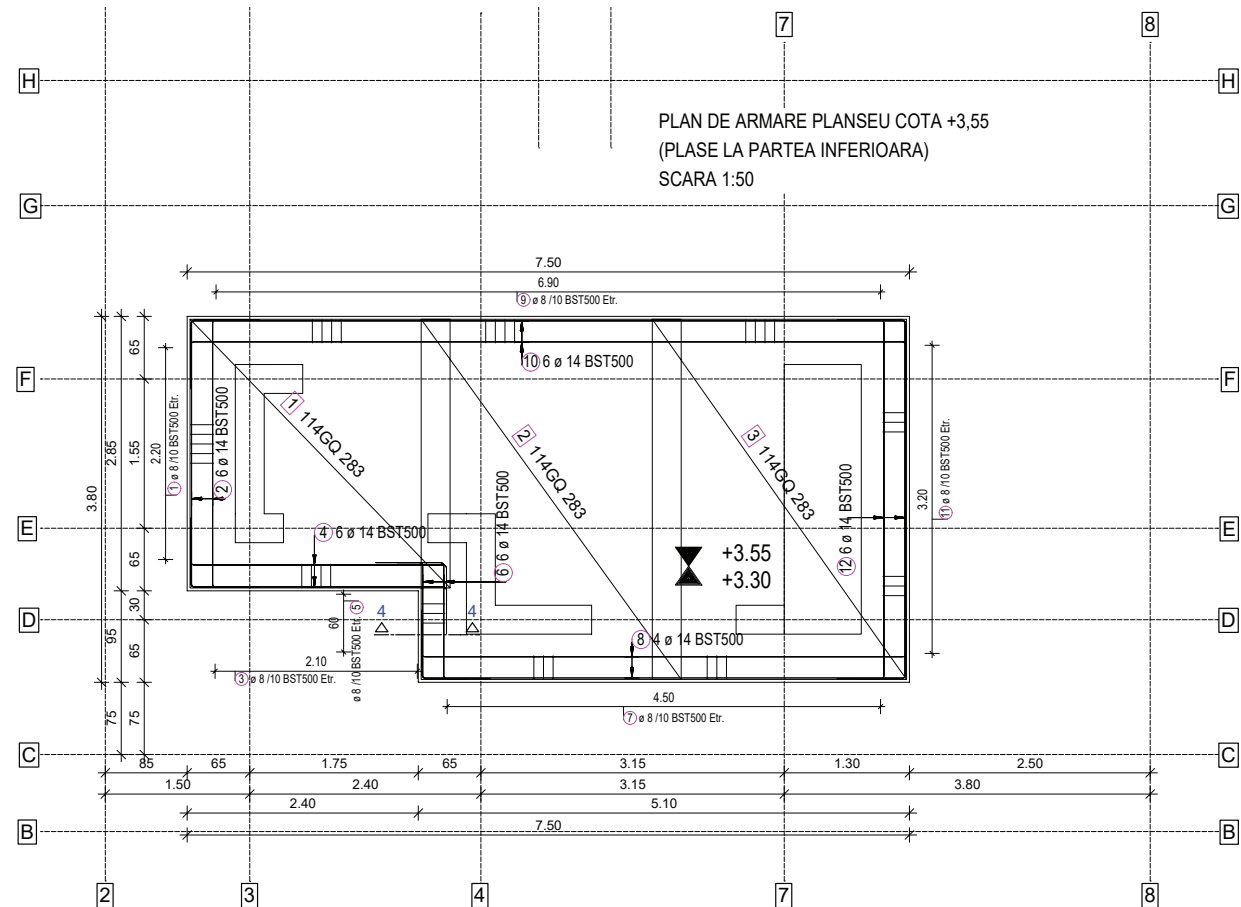 7
8
H
H
PLAN DE ARMARE PLANSEU COTA +3,55
(PLASE LA PARTEA INFERIOARA)
SCARA 1:50
G
G
7.50
6.90
9 ø 8 /10 BST500 Etr.
10 6 ø 14 BST500
F
F
3.80
2.85
95
75
65
1.55
65
30
65
75
2.20
1 ø 8 /10 BST500 Etr.
2 6 ø 14 BST500
1 114GQ 283
2 114GQ 283
3 114GQ 283
4 6 ø 14 BST500
6 6 ø 14 BST500
12 6 ø 14 BST500
3.20
11 ø 8 /10 BST500 Etr.
E
E
+3.55
+3.30
60
5 ø 8 /10 BST500 Etr.
4
4
D
D
8 4 ø 14 BST500
2.10
3 ø 8 /10 BST500 Etr.
4.50
7 ø 8 /10 BST500 Etr.
C
C
85
65
1.75
65
3.15
1.30
2.50
1.50
2.40
3.15
3.80
2.40
5.10
7.50
B
B
2
3
4
7
8